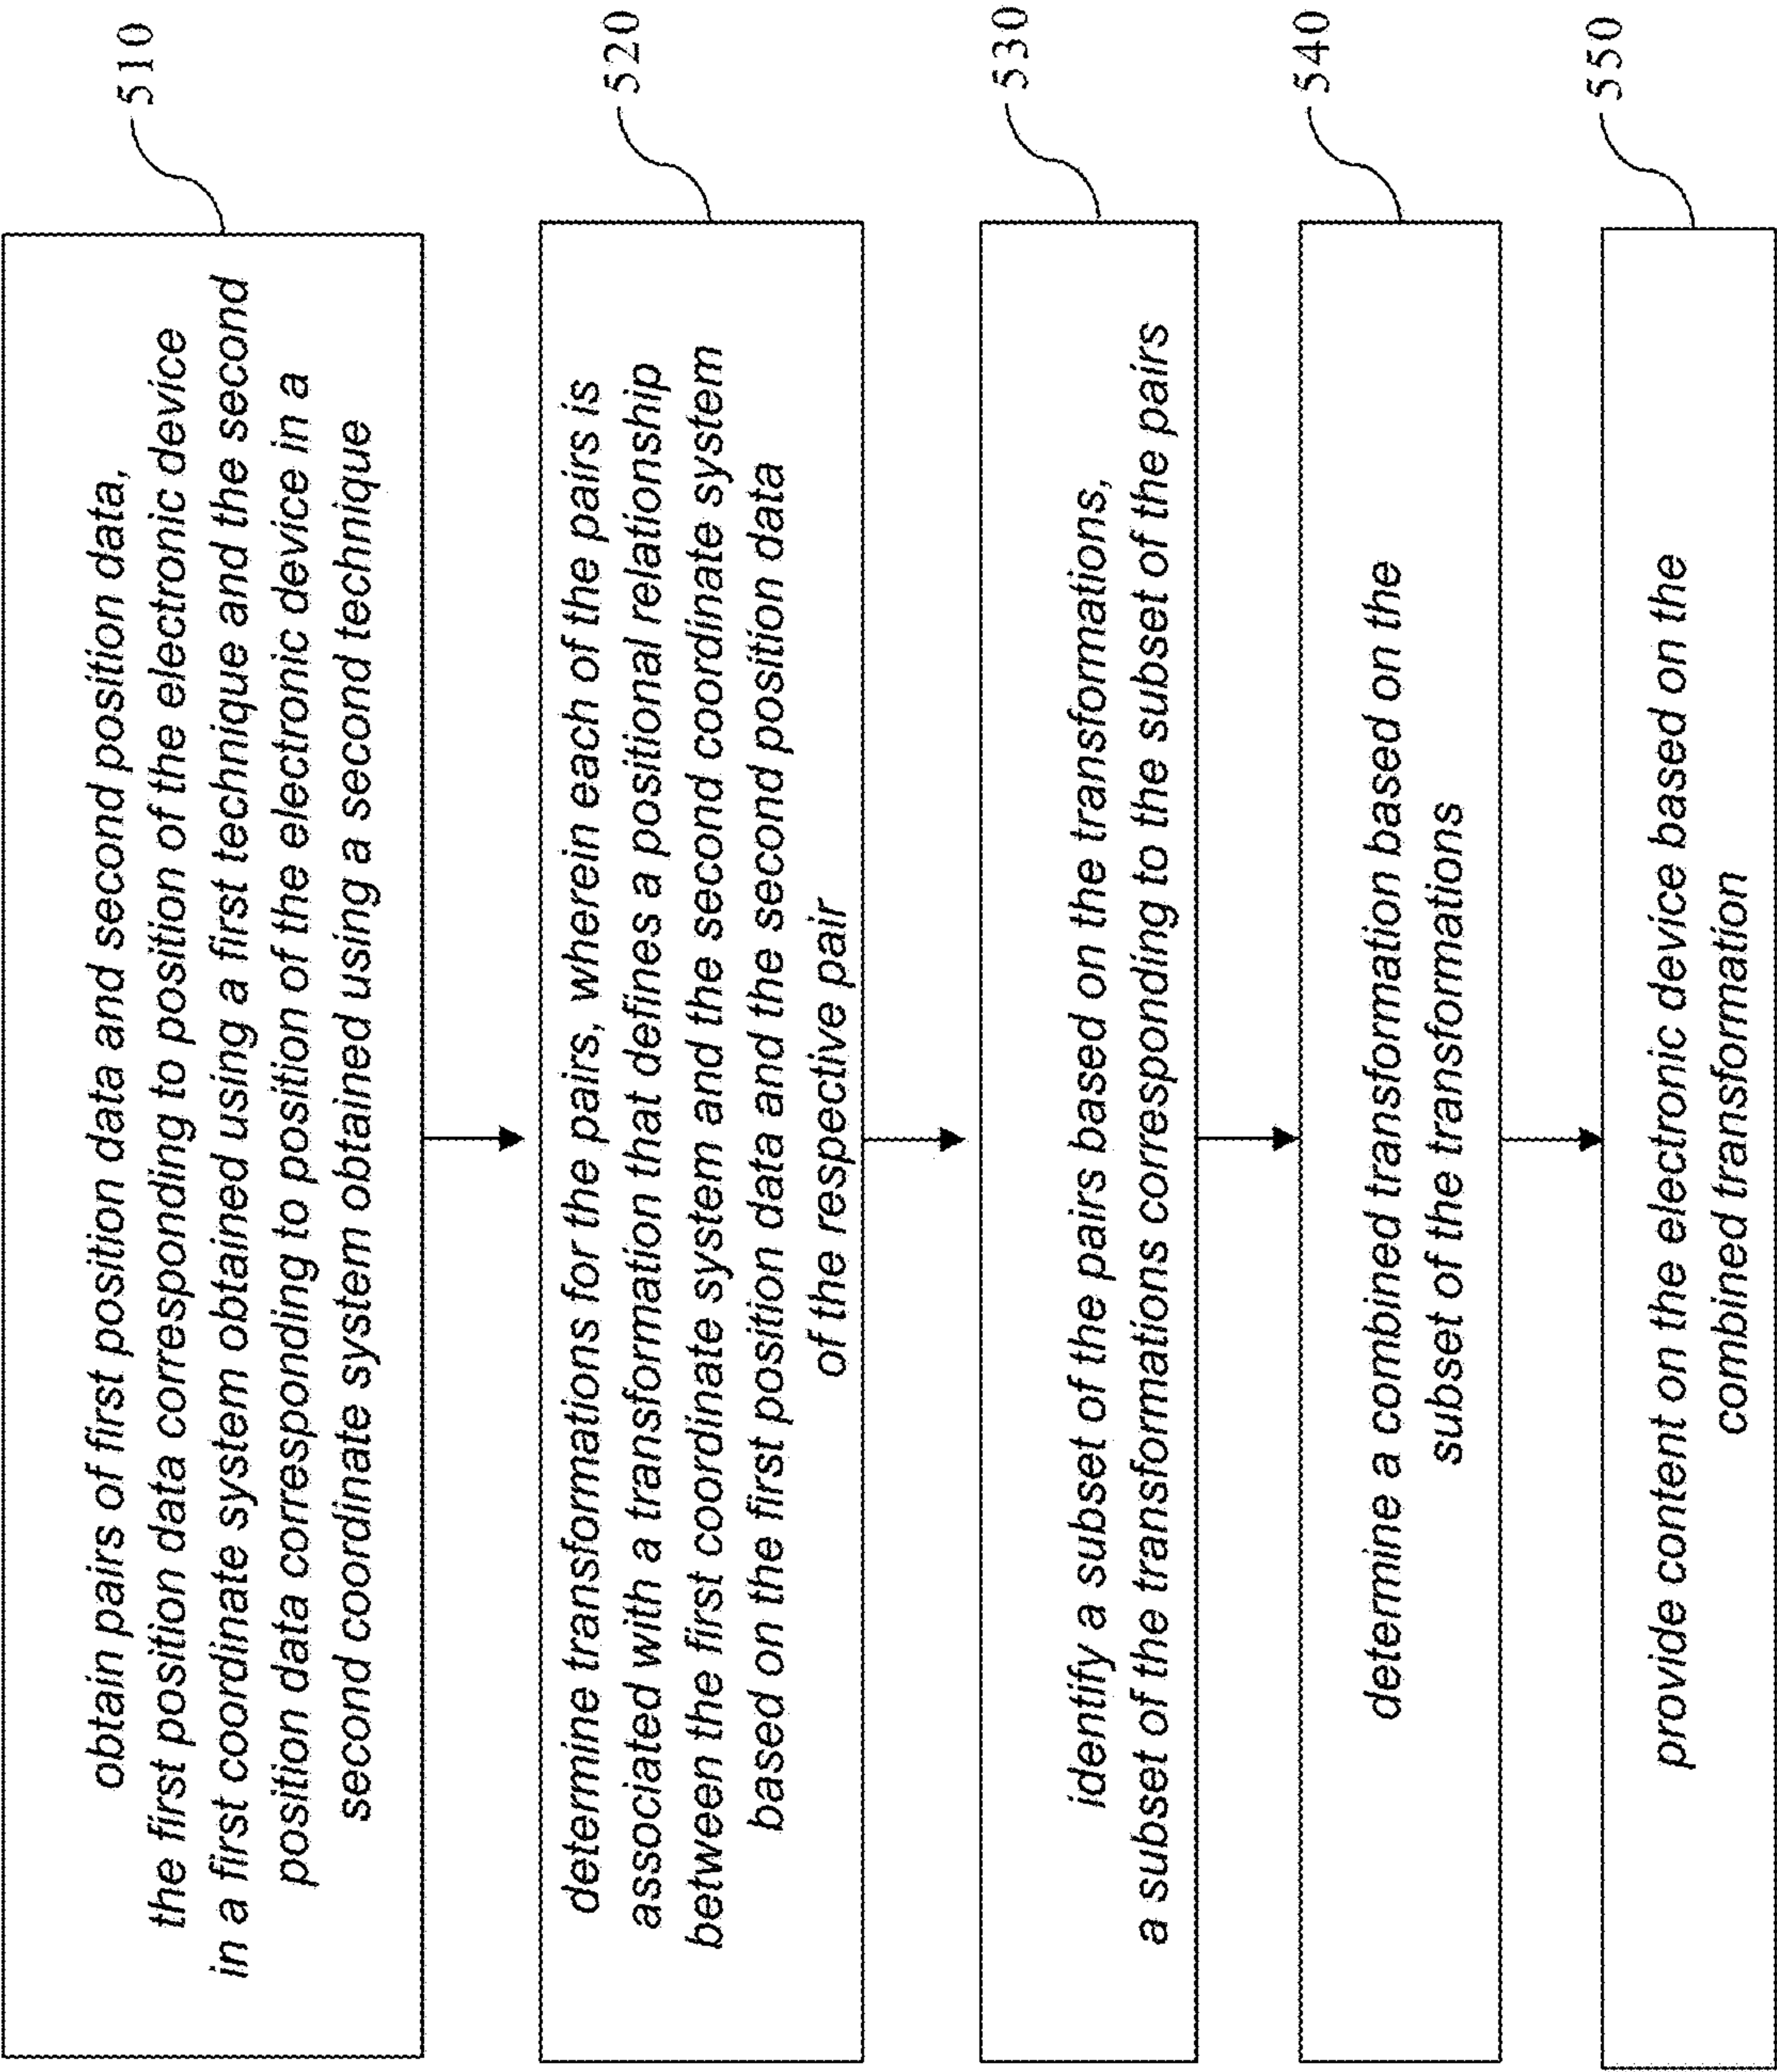 obtain pairs of first position data and second position data,
the first position data corresponding to position of the electronic device
in a first coordinate system obtained using a first technique and the second
position data corresponding to position of the electronic device in a
second coordinate system obtained using a second technique
510
determine transformations for the pairs, wherein each of the pairs is
associated with a transformation that defines a positional relationship
between the first coordinate system and the second coordinate system
based on the first position data and the second position data
of the respective pair
520
identify a subset of the pairs based on the transformations,
a subset of the transformations corresponding to the subset of the pairs
530
determine a combined transformation based on the
subset of the transformations
540
provide content on the electronic device based on the
combined transformation
550